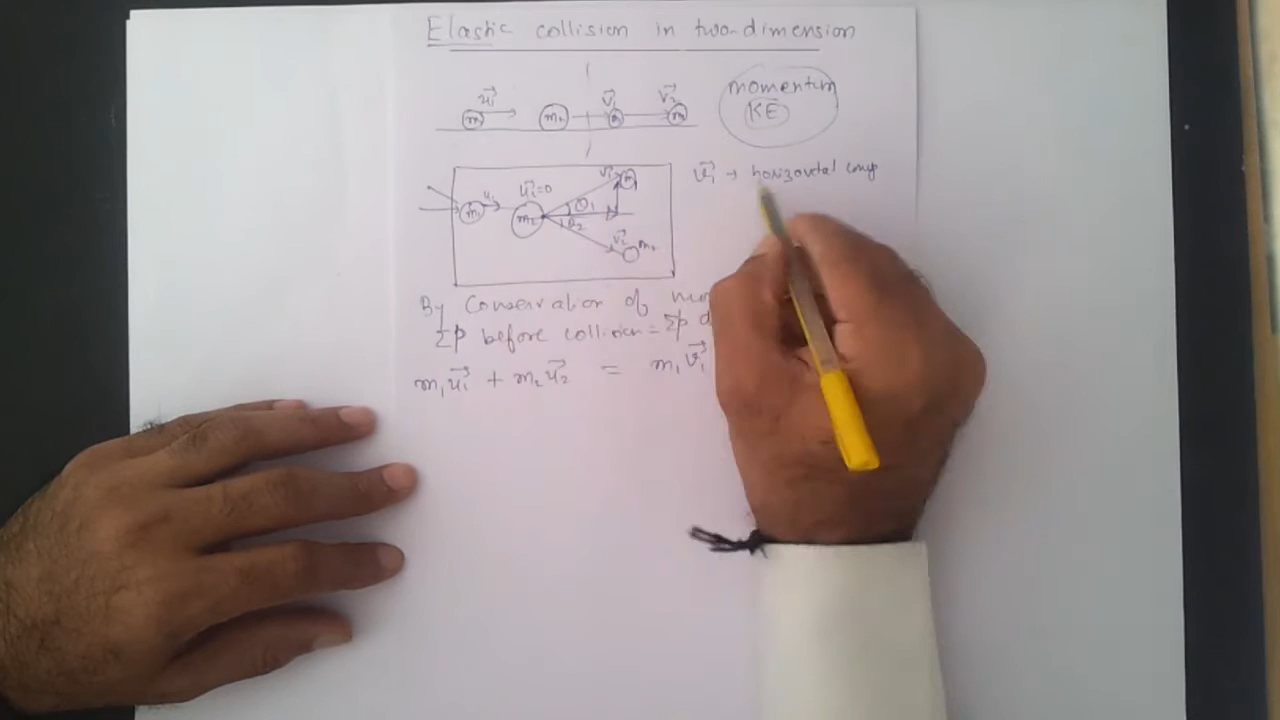 Elastic collision in two-dimension
u₁ v₁ v₂
m₁ m₂
momentum
KE
v₁ → horizontal comp
v₁
u₁ u₂=0 θ₁
m₁ m₂ θ₂
v₂ m₂
By Conservation of
Σp before collision = Σp
m₁u₁ + m₂u₂ = m₁v₁